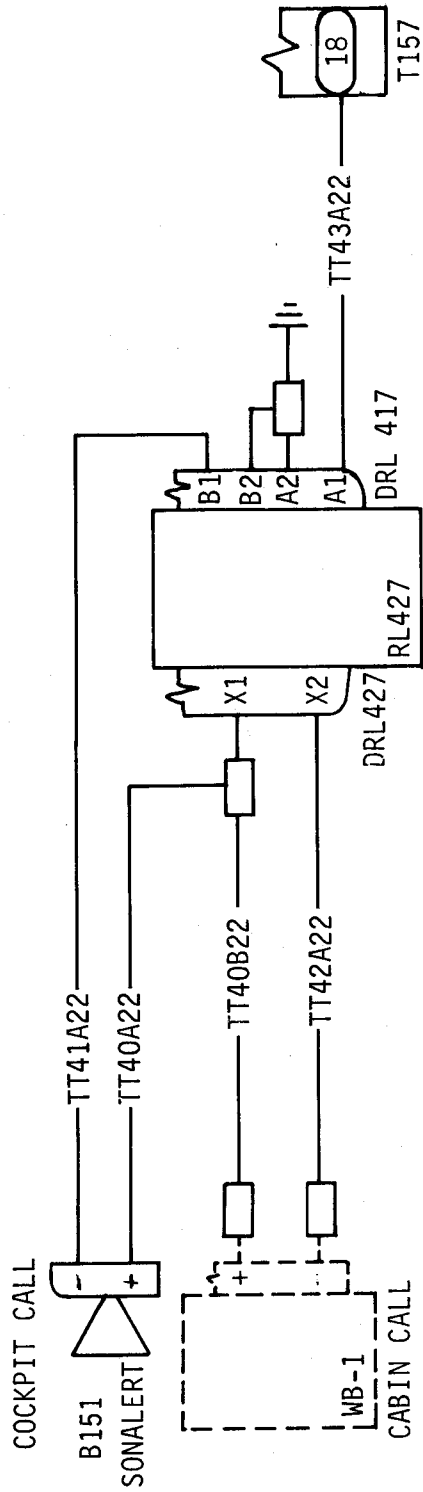 COCKPIT CALL
B151
SONALERT
-
+
TT41A22
TT40A22
TT40B22
TT42A22
+
-
WB-1
CABIN CALL
X1
X2
DRL427
RL427
B1
B2
A2
A1
DRL 417
TT43A22
18
T157